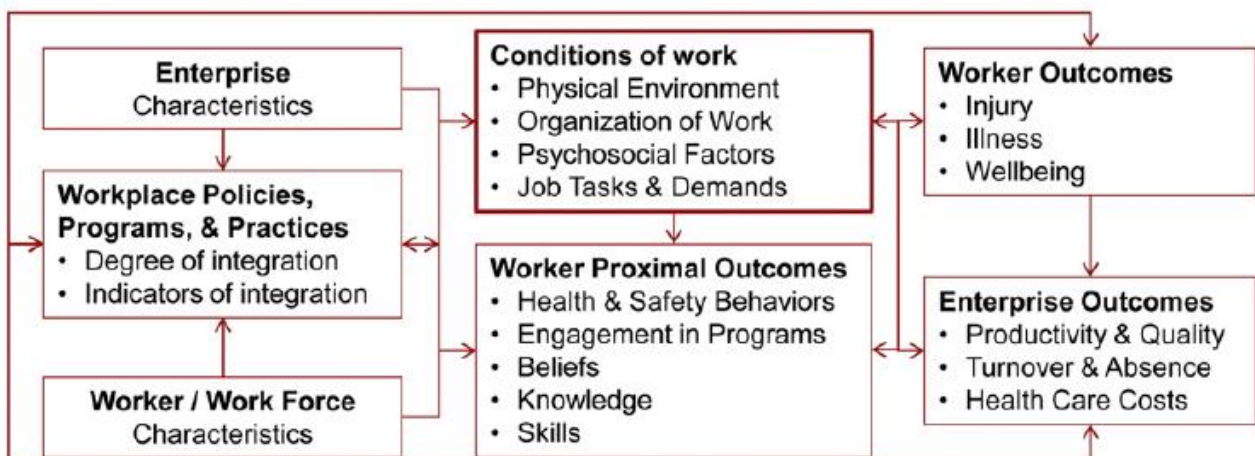 Enterprise
Characteristics
Workplace Policies,
Programs, & Practices
• Degree of integration
• Indicators of integration
Worker / Work Force
Characteristics
Conditions of work
• Physical Environment
• Organization of Work
• Psychosocial Factors
• Job Tasks & Demands
Worker Proximal Outcomes
• Health & Safety Behaviors
• Engagement in Programs
• Beliefs
• Knowledge
• Skills
Worker Outcomes
• Injury
• Illness
• Wellbeing
Enterprise Outcomes
• Productivity & Quality
• Turnover & Absence
• Health Care Costs